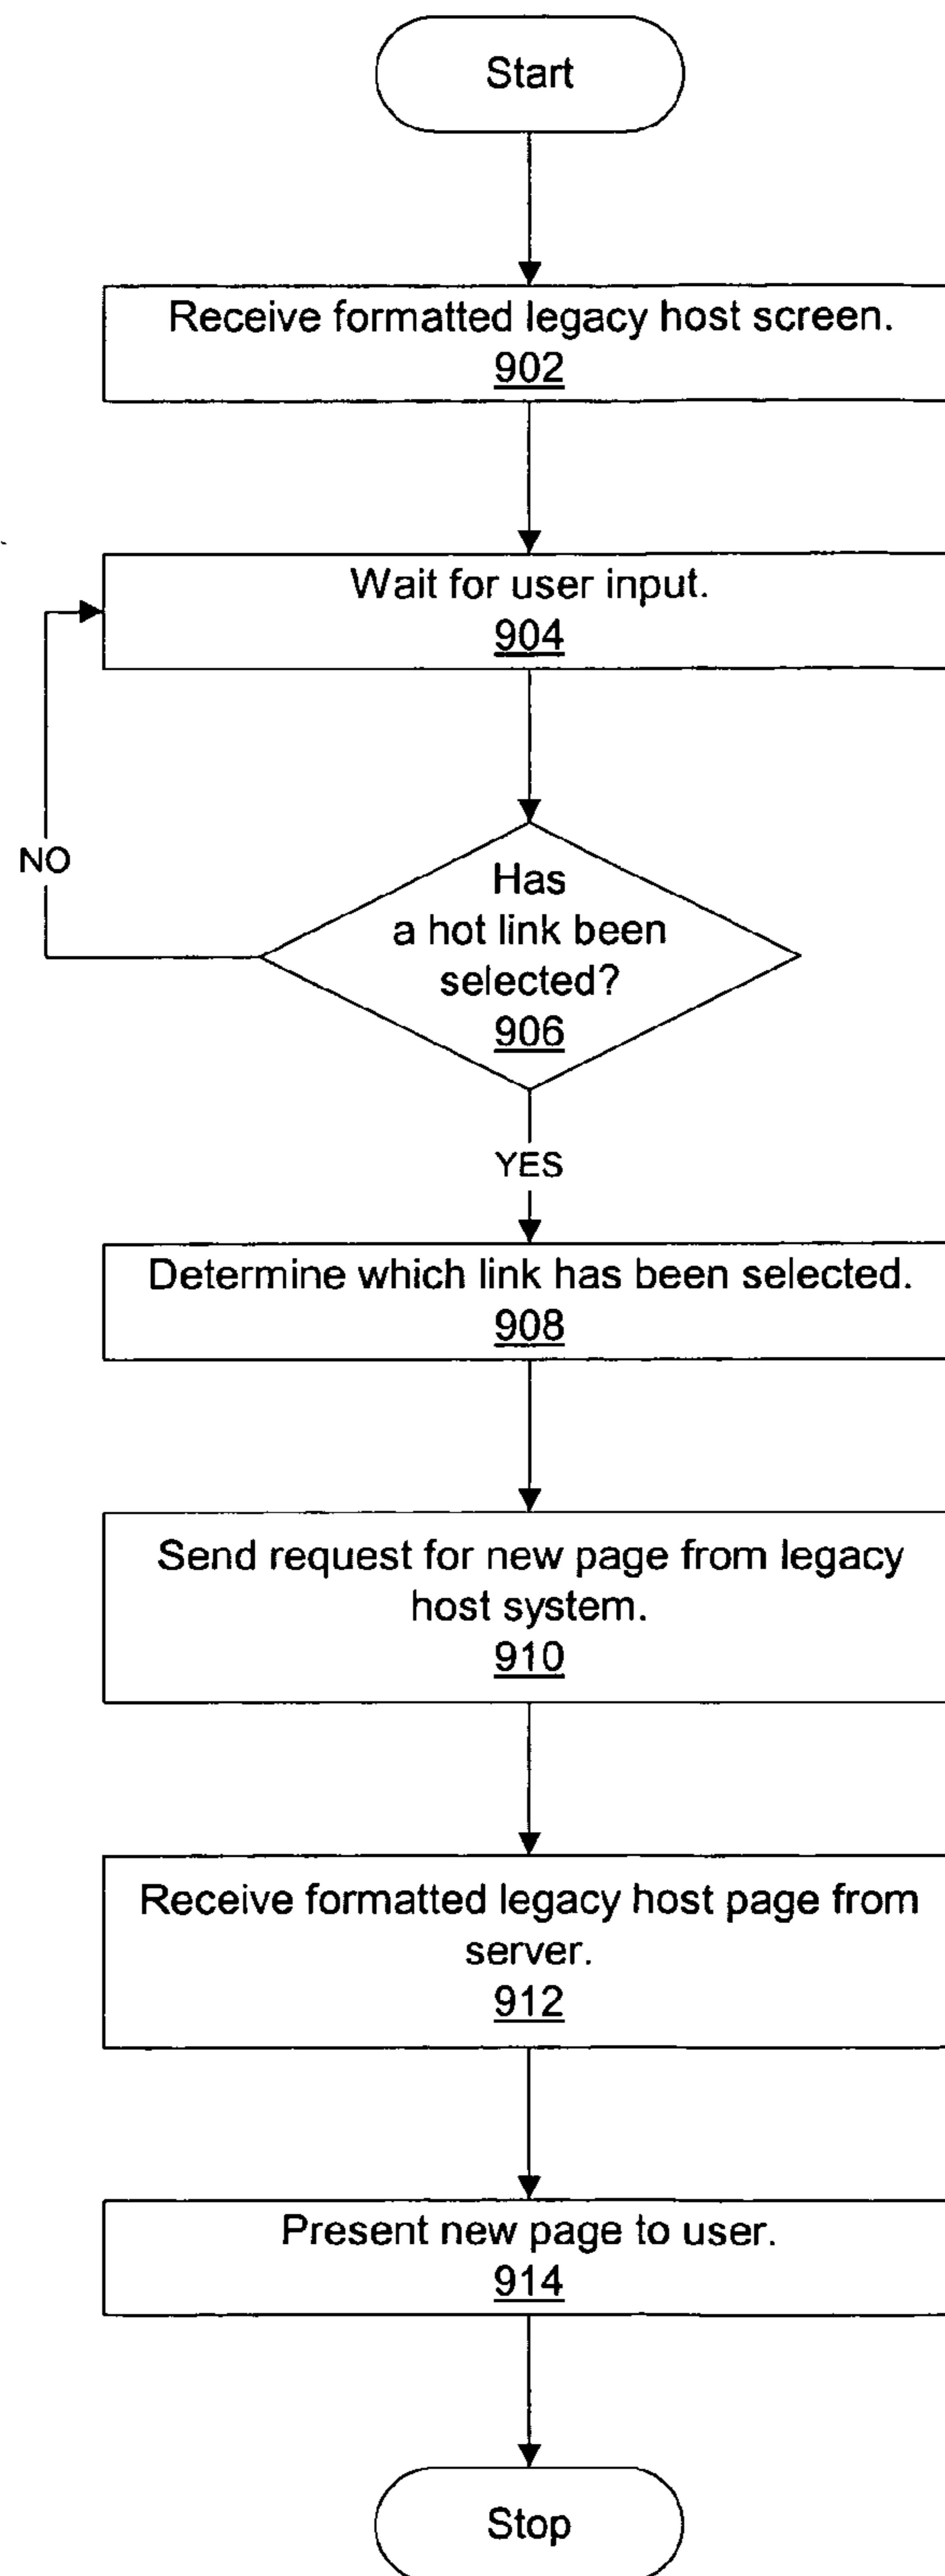 Start
Receive formatted legacy host screen.
902
Wait for user input.
904
NO
Has
a hot link been
selected?
906
YES
Determine which link has been selected.
908
Send request for new page from legacy
host system.
910
Receive formatted legacy host page from
server.
912
Present new page to user.
914
Stop